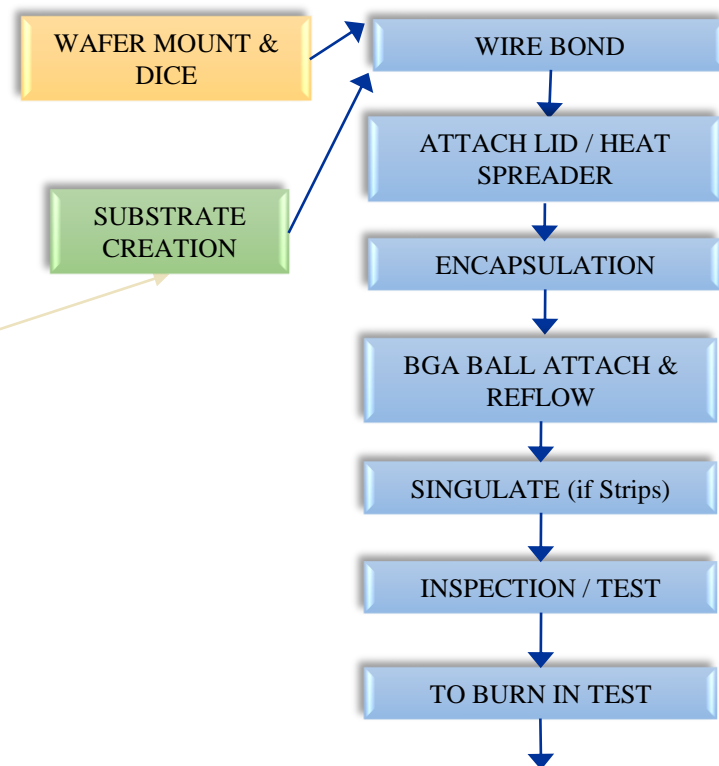 WAFER MOUNT &
DICE
WIRE BOND
ATTACH LID / HEAT
SPREADER
SUBSTRATE
CREATION
ENCAPSULATION
BGA BALL ATTACH &
REFLOW
SINGULATE (if Strips)
INSPECTION / TEST
TO BURN IN TEST